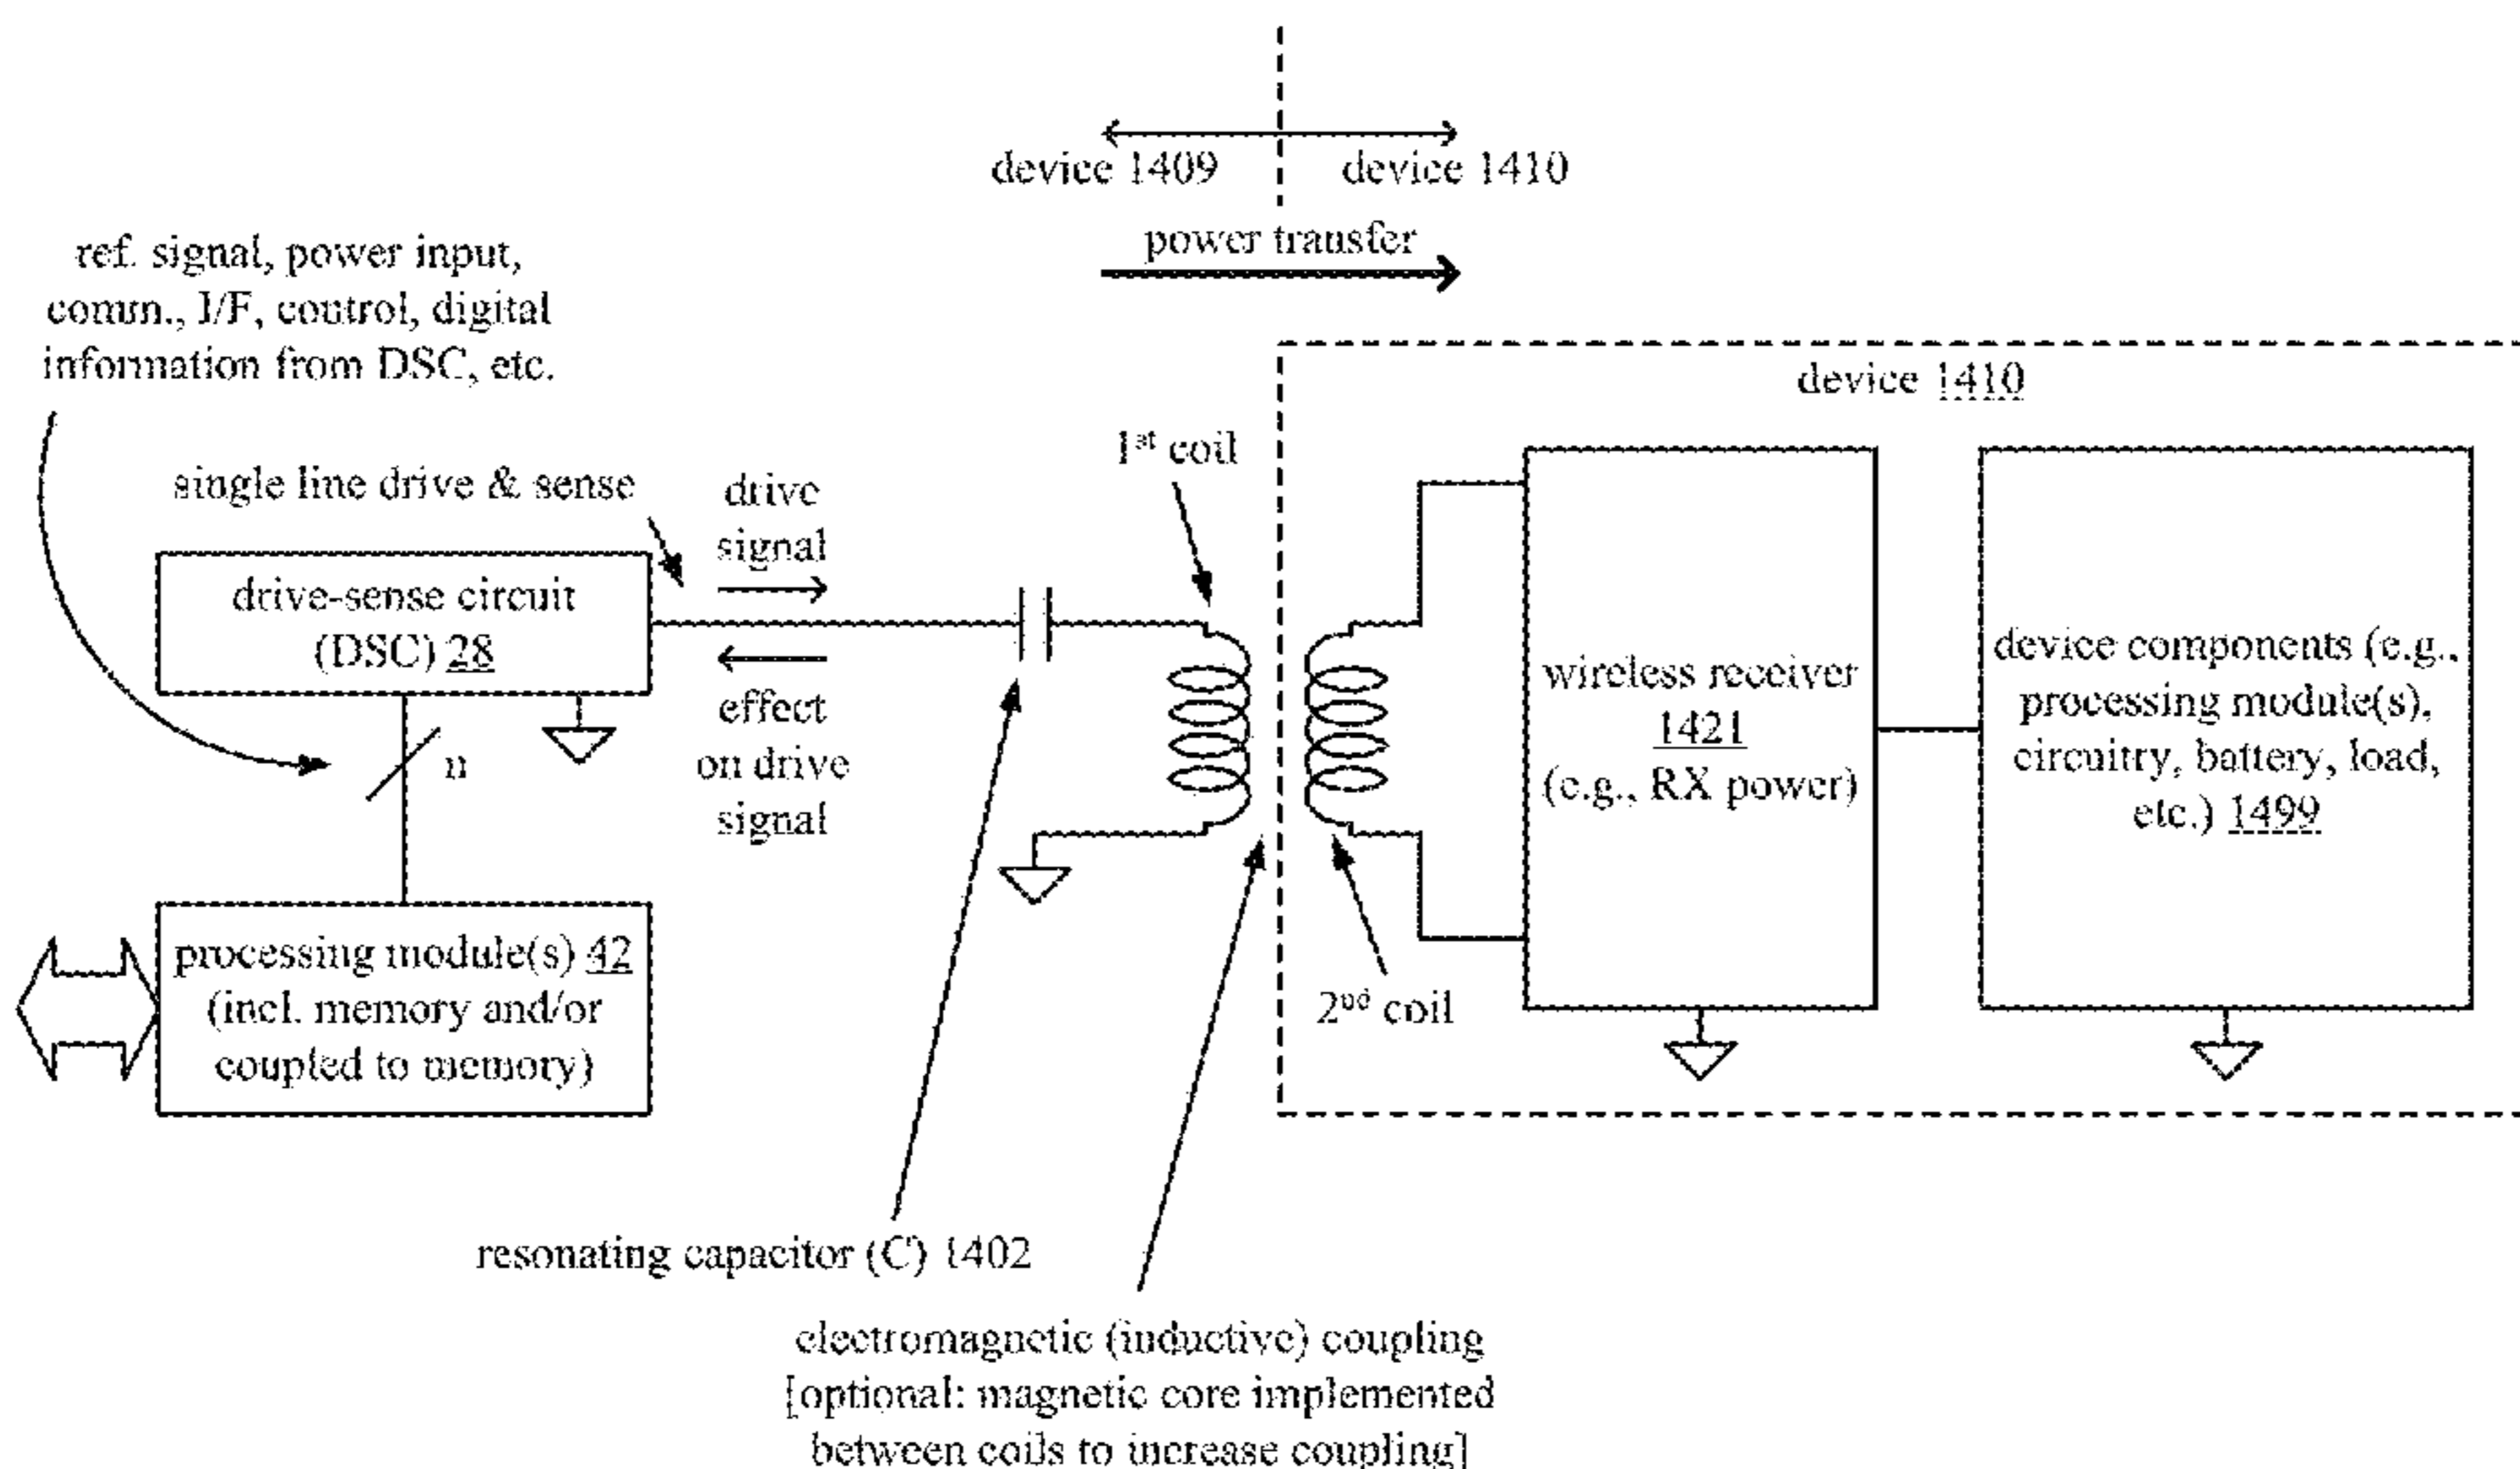 device 1409
device 1410
power transfer
ref. signal, power input,
comm., I/F, control, digital
information from DSC, etc.
device 1410
1st coil
single line drive & sense
drive
signal
drive-sense circuit
(DSC) 28
effect
on drive
signal
n
wireless receiver
1421
(e.g., RX power)
device components (e.g.,
processing module(s),
circuitry, battery, load,
etc.) 1499
processing module(s) 42
(incl. memory and/or
coupled to memory)
2nd coil
resonating capacitor (C) 1402
electromagnetic (inductive) coupling
[optional: magnetic core implemented
between coils to increase coupling]